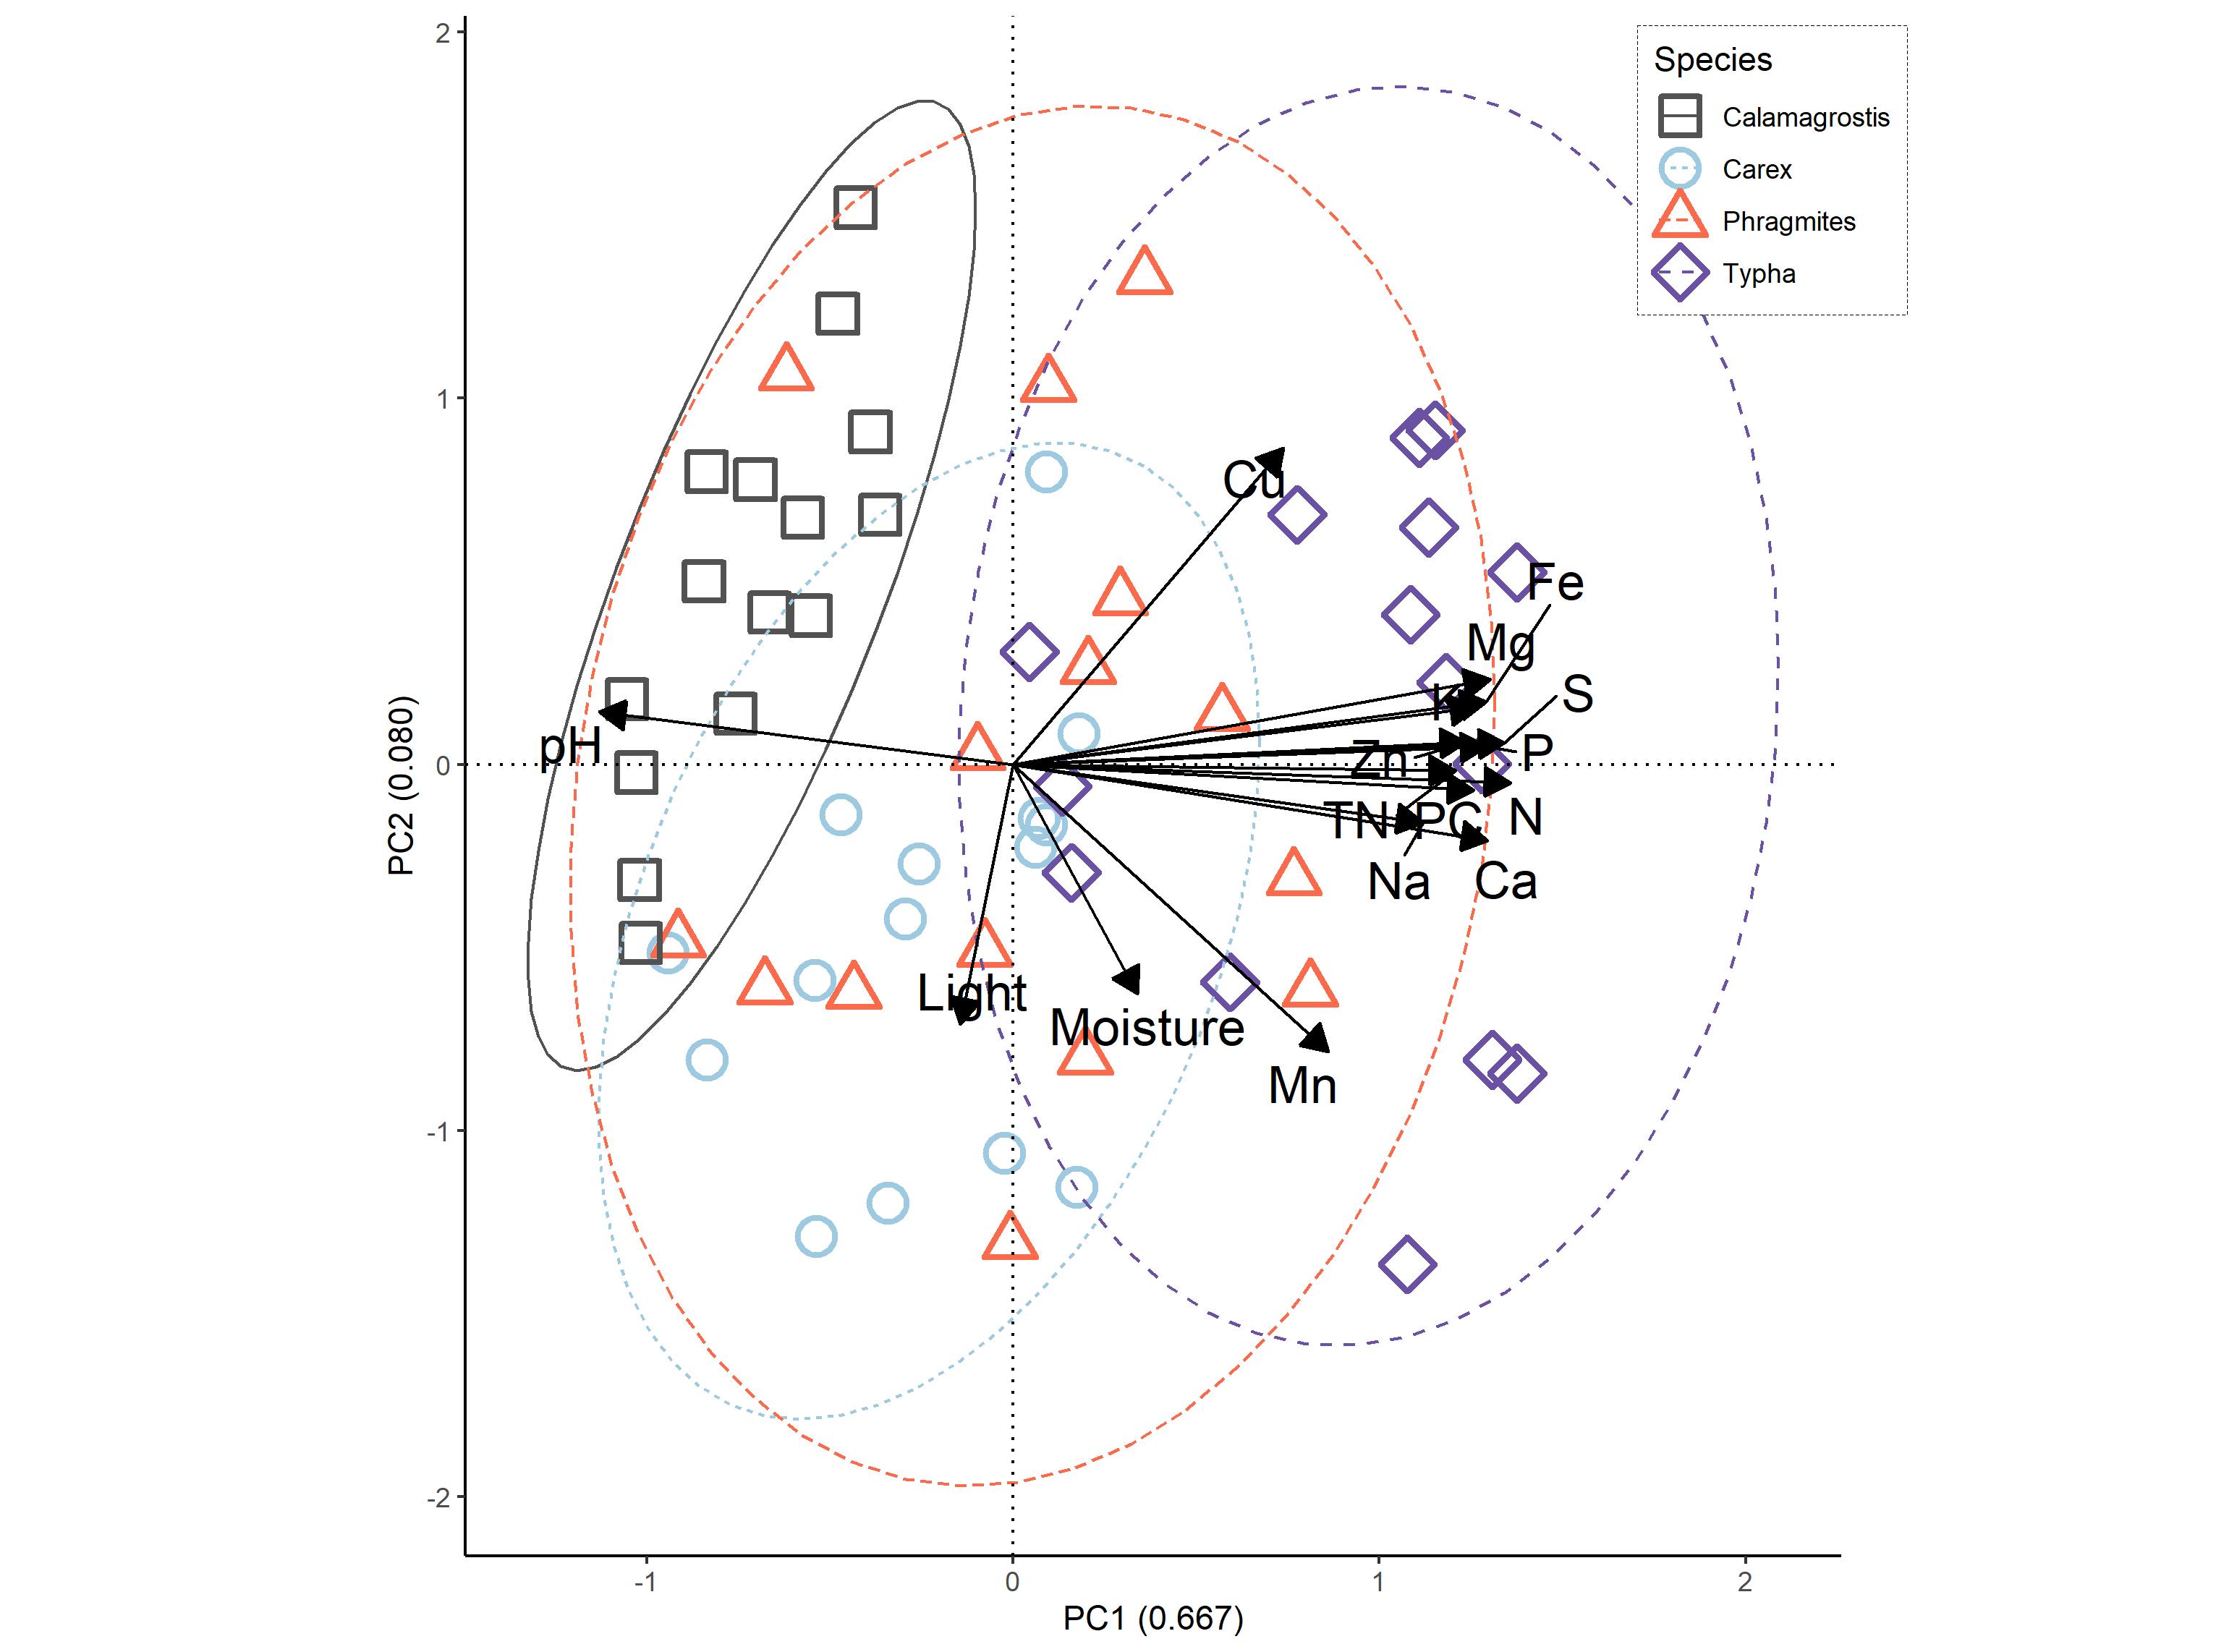 Species
Calamagrostis
Carex
Phragmites
Typha
2
1
0
-1
-2
PC2 (0.080)
Cu
Fe
Mg
K
S
pH
Zn
P
TN
PC
N
Na
Ca
Light
Moisture
Mn
-1
0
1
2
PC1 (0.667)